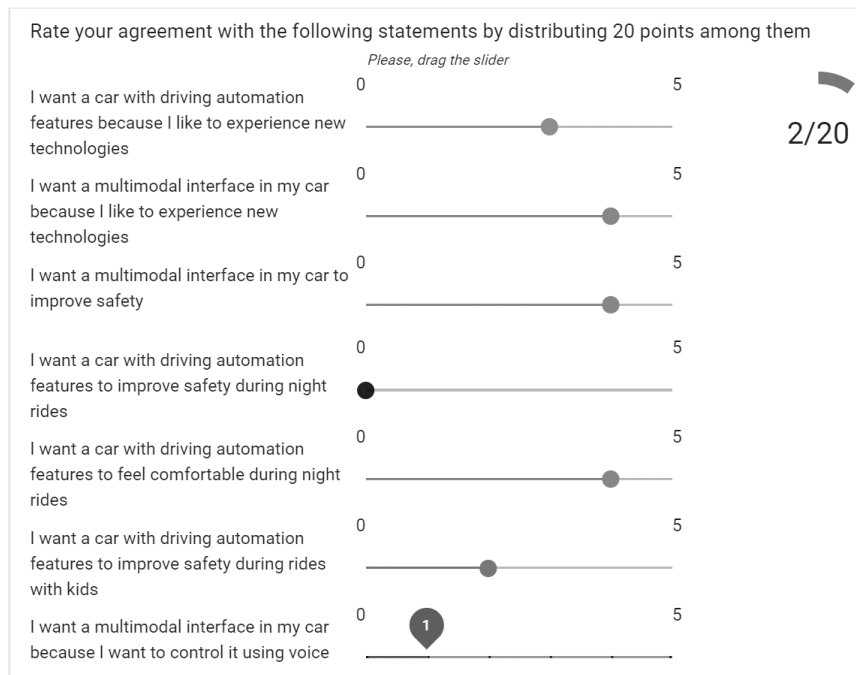 Rate your agreement with the following statements by distributing 20 points among them
Please, drag the slider
0 5
I want a car with driving automation
features because I like to experience new
technologies
2/20
0 5
I want a multimodal interface in my car
because I like to experience new
technologies
0 5
I want a multimodal interface in my car to
improve safety
0 5
I want a car with driving automation
features to improve safety during night
rides
0 5
I want a car with driving automation
features to feel comfortable during night
rides
0 5
I want a car with driving automation
features to improve safety during rides
with kids
0 5
I want a multimodal interface in my car
because I want to control it using voice
1